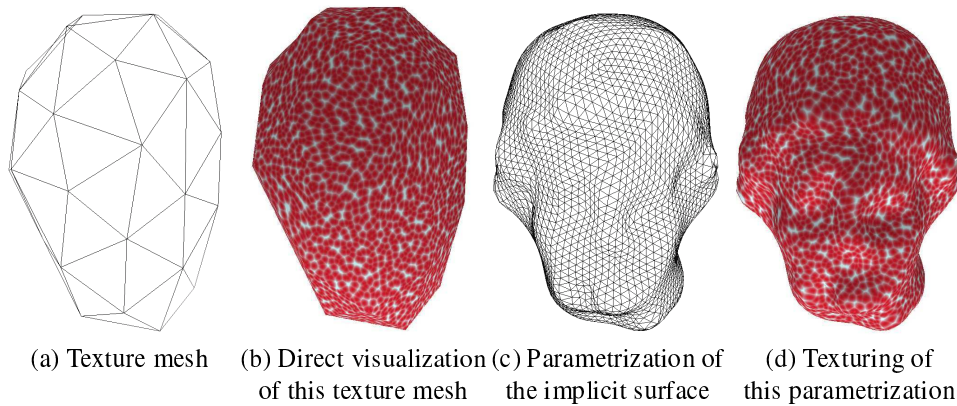 (a) Texture mesh
(b) Direct visualization
of this texture mesh
(c) Parametrization of
the implicit surface
(d) Texturing of
this parametrization